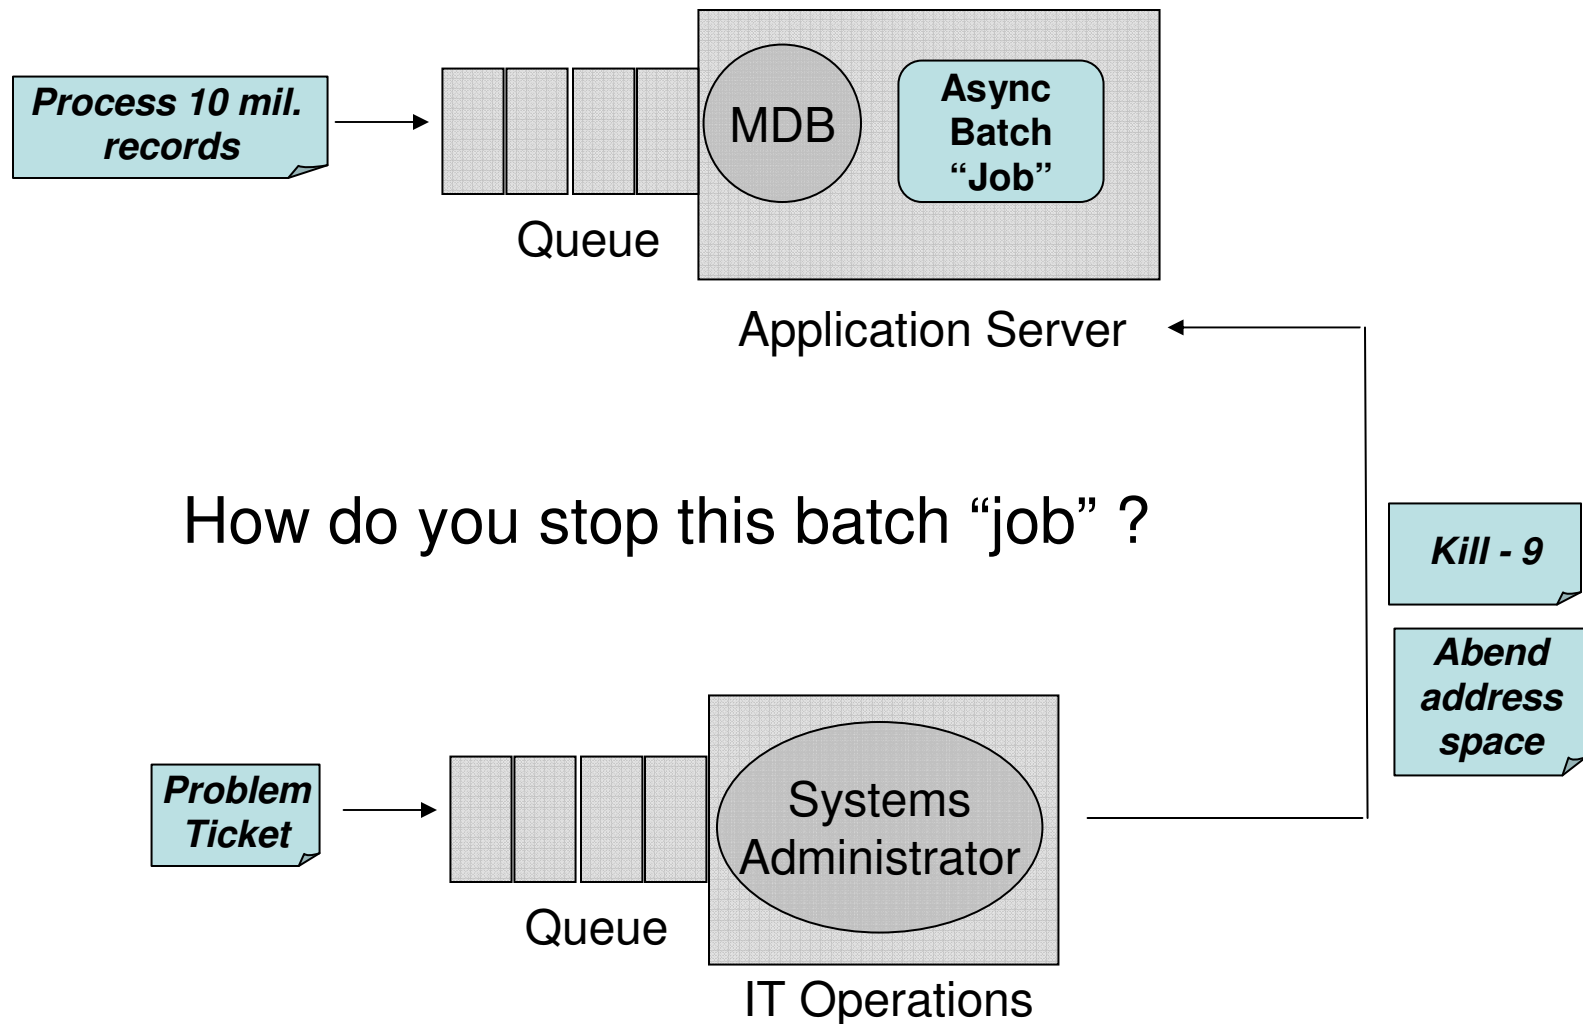 Process 10 mil.
records
MDB
Async
Batch
“Job”
Queue
Application Server
How do you stop this batch “job” ?
Kill - 9
Abend
address
space
Problem
Ticket
Systems
Administrator
Queue
IT Operations